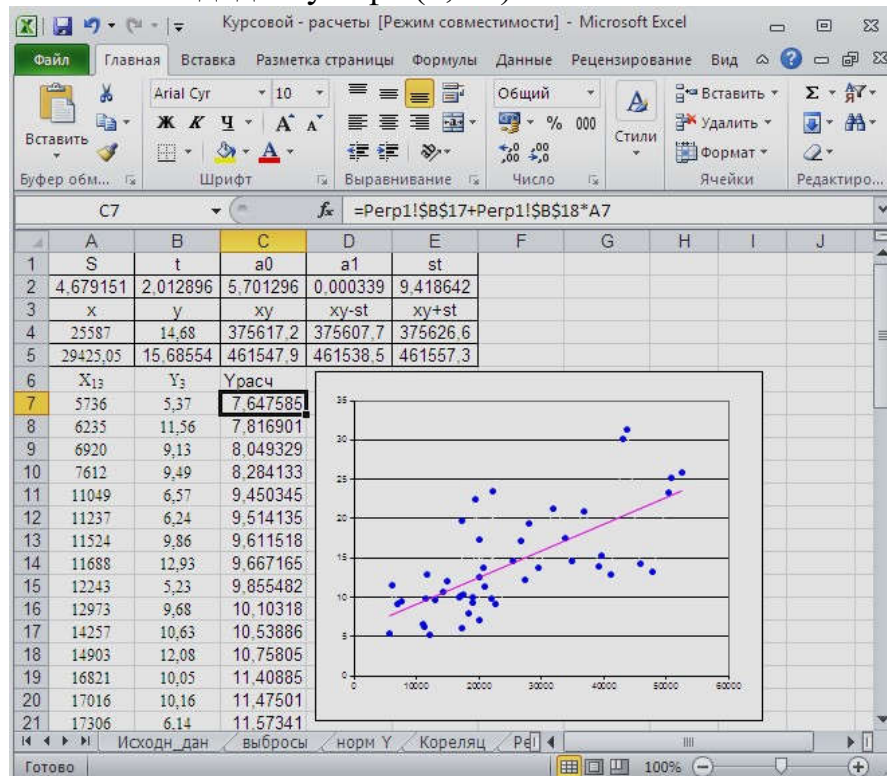 Курсовой - расчеты [Режим совместимости] - Microsoft Excel
Файл Главная Вставка Разметка страницы Формулы Данные Рецензирование Вид
Вставить
Arial Cyr 10
Ж К Ч
Общий
% 000
Стили
Вставить
Удалить
Формат
Буфер обм... Шрифт Выравнивание Число Ячейки Редактиро...
C7 fx =Регр1!$B$17+Регр1!$B$18*A7
A B C D E F G H I J
1 S t a0 a1 st
2 4,679151 2,012896 5,701296 0,000339 9,418642
3 x y xy xy-st xy+st
4 25587 14,68 375617,2 375607,7 375626,6
5 29425,05 15,68554 461547,9 461538,5 461557,3
6 X13 Y3 Yрасч
7 5736 5,37 7,647585
8 6235 11,56 7,816901
9 6920 9,13 8,049329
10 7612 9,49 8,284133
11 11049 6,57 9,450345
12 11237 6,24 9,514135
13 11524 9,86 9,611518
14 11688 12,93 9,667165
15 12243 5,23 9,855482
16 12973 9,68 10,10318
17 14257 10,63 10,53886
18 14903 12,08 10,75805
19 16821 10,05 11,40885
20 17016 10,16 11,47501
21 17306 6,14 11,57341
35
30
25
20
15
10
5
0
0 10000 20000 30000 40000 50000 60000
Исходн_дан выбросы норм Y Кореляц Ре
Готово 100%